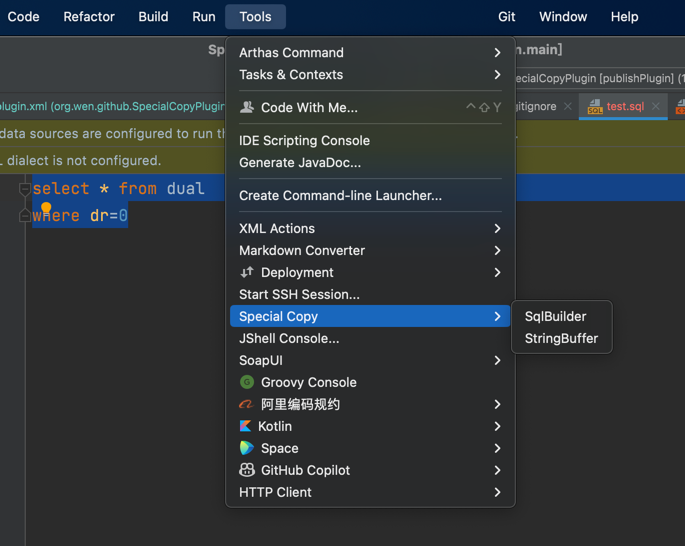 Code Refactor Build Run Tools Git Window Help
Sp n.main]
pecialCopyPlugin [publishPlugin] (1
plugin.xml (org.wen.github.SpecialCopyPlugin gitignore test.sql
data sources are configured to run th
L dialect is not configured.
select * from dual
where dr=0
Arthas Command
Tasks & Contexts
Code With Me... ^⇧Y
IDE Scripting Console
Generate JavaDoc...
Create Command-line Launcher...
XML Actions
Markdown Converter
Deployment
Start SSH Session...
Special Copy
SqlBuilder
StringBuffer
JShell Console...
SoapUI
Groovy Console
阿里编码规约
Kotlin
Space
GitHub Copilot
HTTP Client